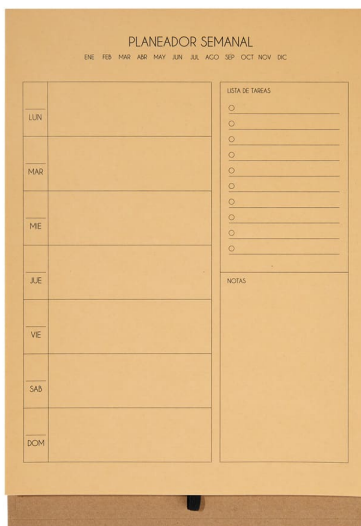 PLANEADOR SEMANAL
ENE FEB MAR ABR MAY JUN JUL AGO SEP OCT NOV DIC
LUN
MAR
MIE
JUE
VIE
SAB
DOM
LISTA DE TAREAS
NOTAS